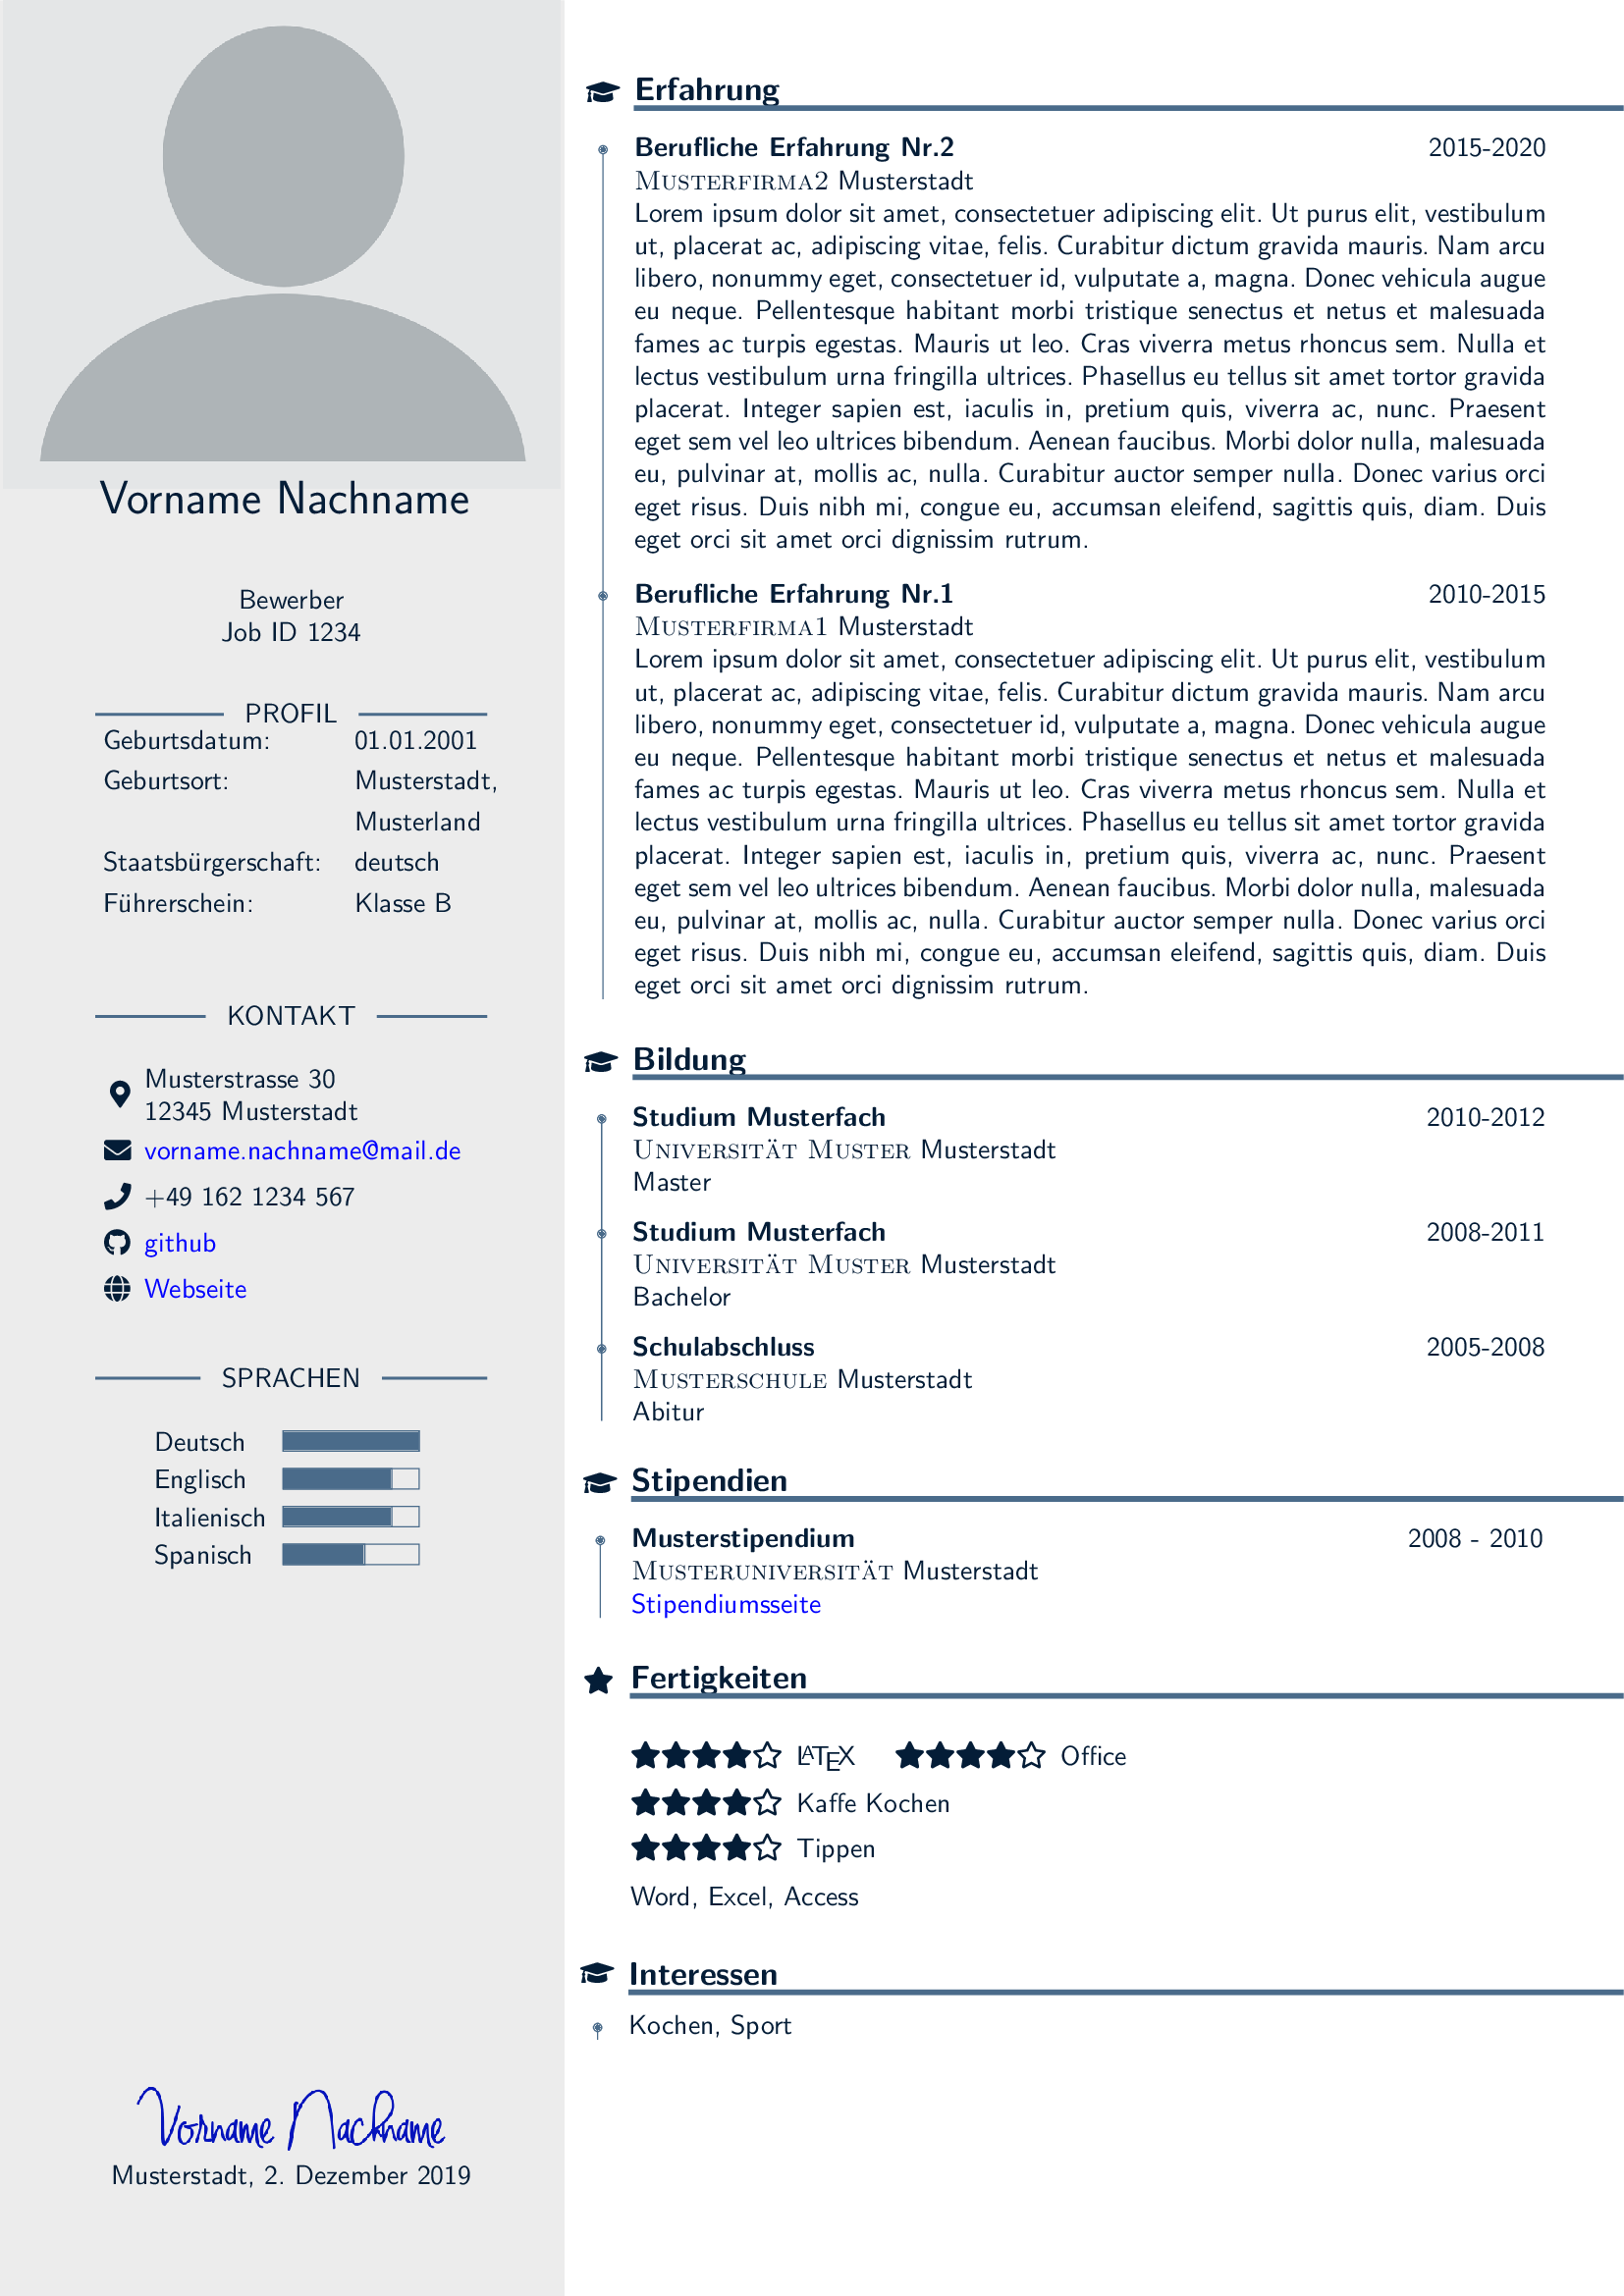 Vorname Nachname
Bewerber
Job ID 1234
PROFIL
Geburtsdatum: 01.01.2001
Geburtsort: Musterstadt,
Musterland
Staatsbürgerschaft: deutsch
Führerschein: Klasse B
KONTAKT
Musterstrasse 30
12345 Musterstadt
vorname.nachname@mail.de
+49 162 1234 567
github
Webseite
SPRACHEN
Deutsch
Englisch
Italienisch
Spanisch
Vorname Nachname
Musterstadt, 2. Dezember 2019
Erfahrung
Berufliche Erfahrung Nr.2 2015-2020
MUSTERFIRMA2 Musterstadt
Lorem ipsum dolor sit amet, consectetuer adipiscing elit. Ut purus elit, vestibulum
ut, placerat ac, adipiscing vitae, felis. Curabitur dictum gravida mauris. Nam arcu
libero, nonummy eget, consectetuer id, vulputate a, magna. Donec vehicula augue
eu neque. Pellentesque habitant morbi tristique senectus et netus et malesuada
fames ac turpis egestas. Mauris ut leo. Cras viverra metus rhoncus sem. Nulla et
lectus vestibulum urna fringilla ultrices. Phasellus eu tellus sit amet tortor gravida
placerat. Integer sapien est, iaculis in, pretium quis, viverra ac, nunc. Praesent
eget sem vel leo ultrices bibendum. Aenean faucibus. Morbi dolor nulla, malesuada
eu, pulvinar at, mollis ac, nulla. Curabitur auctor semper nulla. Donec varius orci
eget risus. Duis nibh mi, congue eu, accumsan eleifend, sagittis quis, diam. Duis
eget orci sit amet orci dignissim rutrum.
Berufliche Erfahrung Nr.1 2010-2015
MUSTERFIRMA1 Musterstadt
Lorem ipsum dolor sit amet, consectetuer adipiscing elit. Ut purus elit, vestibulum
ut, placerat ac, adipiscing vitae, felis. Curabitur dictum gravida mauris. Nam arcu
libero, nonummy eget, consectetuer id, vulputate a, magna. Donec vehicula augue
eu neque. Pellentesque habitant morbi tristique senectus et netus et malesuada
fames ac turpis egestas. Mauris ut leo. Cras viverra metus rhoncus sem. Nulla et
lectus vestibulum urna fringilla ultrices. Phasellus eu tellus sit amet tortor gravida
placerat. Integer sapien est, iaculis in, pretium quis, viverra ac, nunc. Praesent
eget sem vel leo ultrices bibendum. Aenean faucibus. Morbi dolor nulla, malesuada
eu, pulvinar at, mollis ac, nulla. Curabitur auctor semper nulla. Donec varius orci
eget risus. Duis nibh mi, congue eu, accumsan eleifend, sagittis quis, diam. Duis
eget orci sit amet orci dignissim rutrum.
Bildung
Studium Musterfach 2010-2012
UNIVERSITÄT MUSTER Musterstadt
Master
Studium Musterfach 2008-2011
UNIVERSITÄT MUSTER Musterstadt
Bachelor
Schulabschluss 2005-2008
MUSTERSCHULE Musterstadt
Abitur
Stipendien
Musterstipendium 2008 - 2010
MUSTERUNIVERSITÄT Musterstadt
Stipendiumsseite
Fertigkeiten
LATEX Office
Kaffe Kochen
Tippen
Word, Excel, Access
Interessen
Kochen, Sport